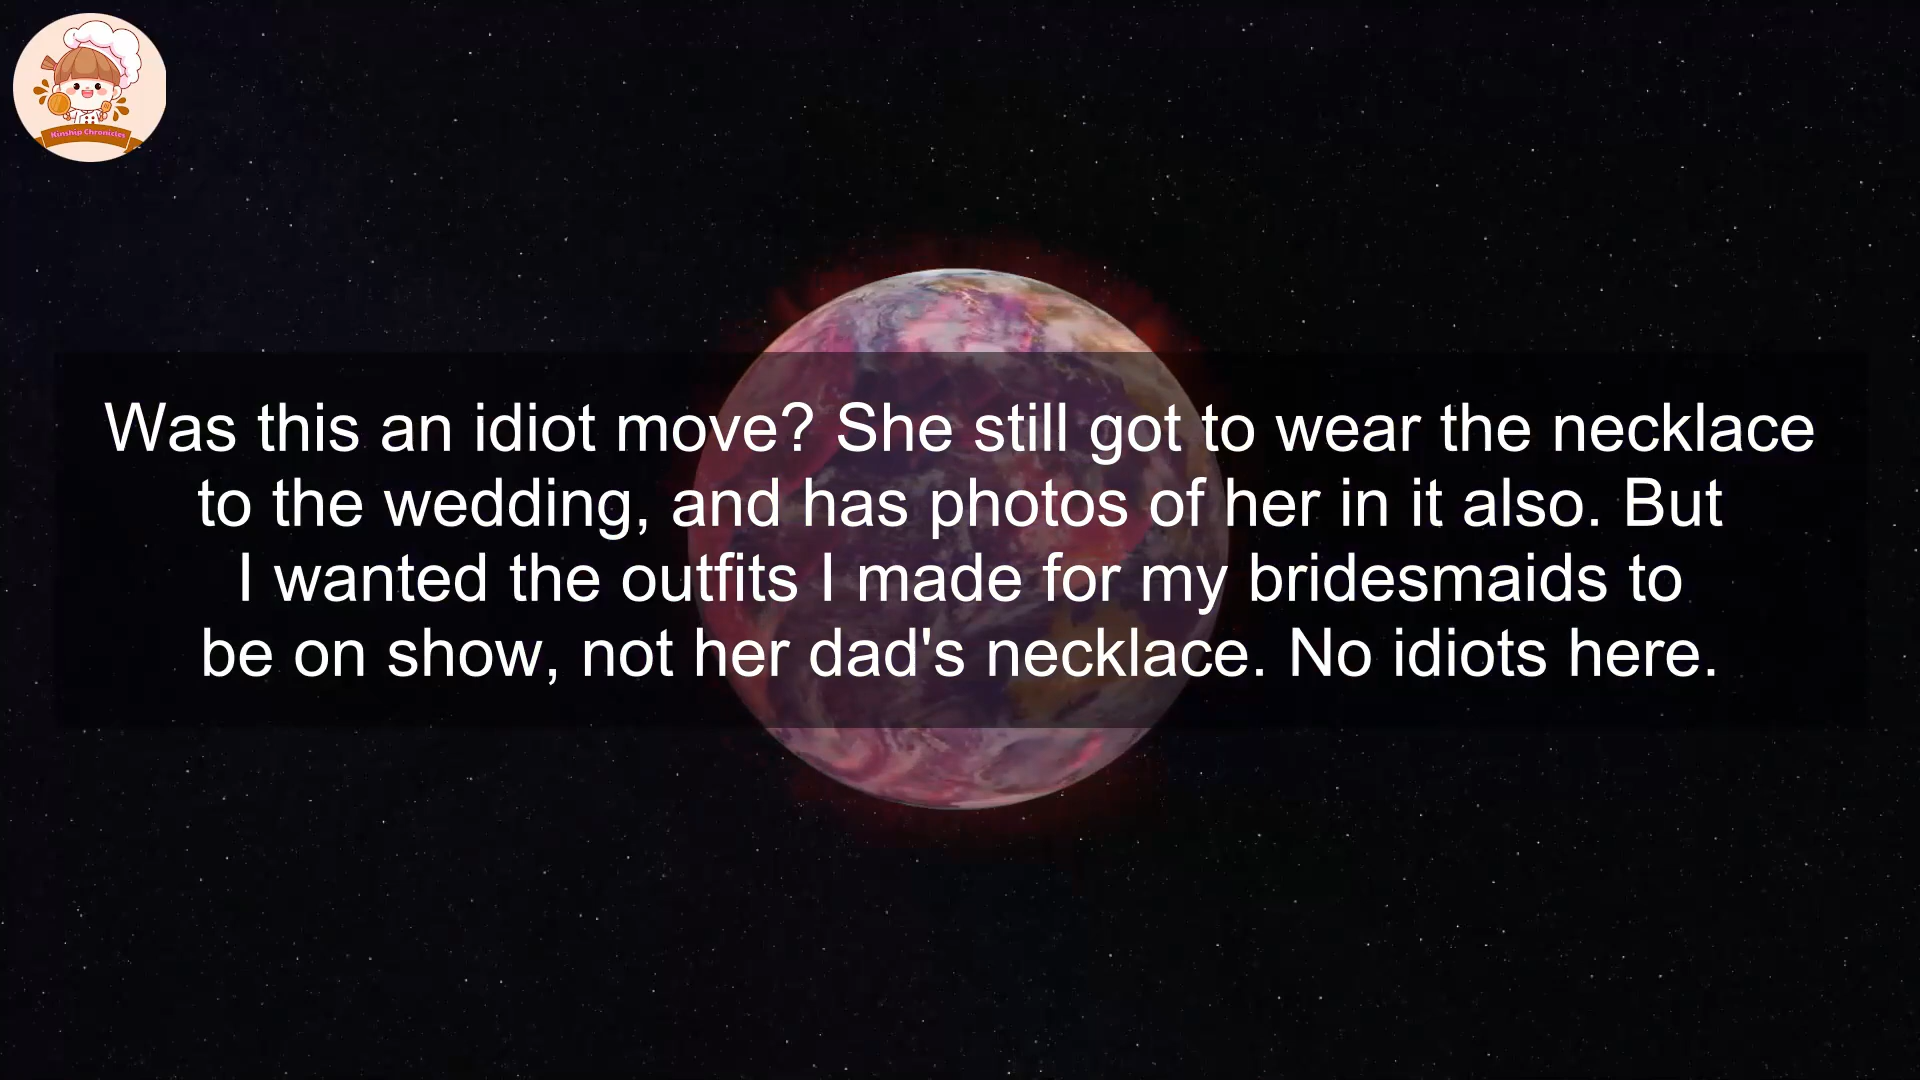 Kinship Chronicles
Was this an idiot move? She still got to wear the necklace
to the wedding, and has photos of her in it also. But
I wanted the outfits I made for my bridesmaids to
be on show, not her dad's necklace. No idiots here.